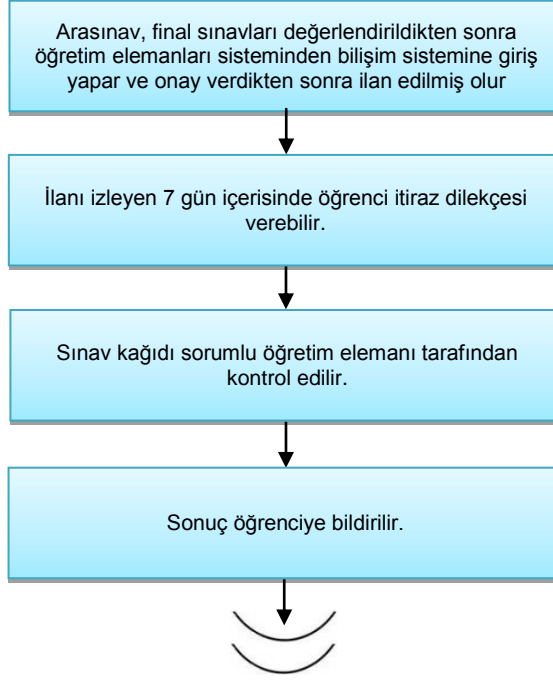 Arasınav, final sınavları değerlendirildikten sonra
öğretim elemanları sisteminden bilişim sistemine giriş
yapar ve onay verdikten sonra ilan edilmiş olur
İlanı izleyen 7 gün içerisinde öğrenci itiraz dilekçesi
verebilir.
Sınav kağıdı sorumlu öğretim elemanı tarafından
kontrol edilir.
Sonuç öğrenciye bildirilir.